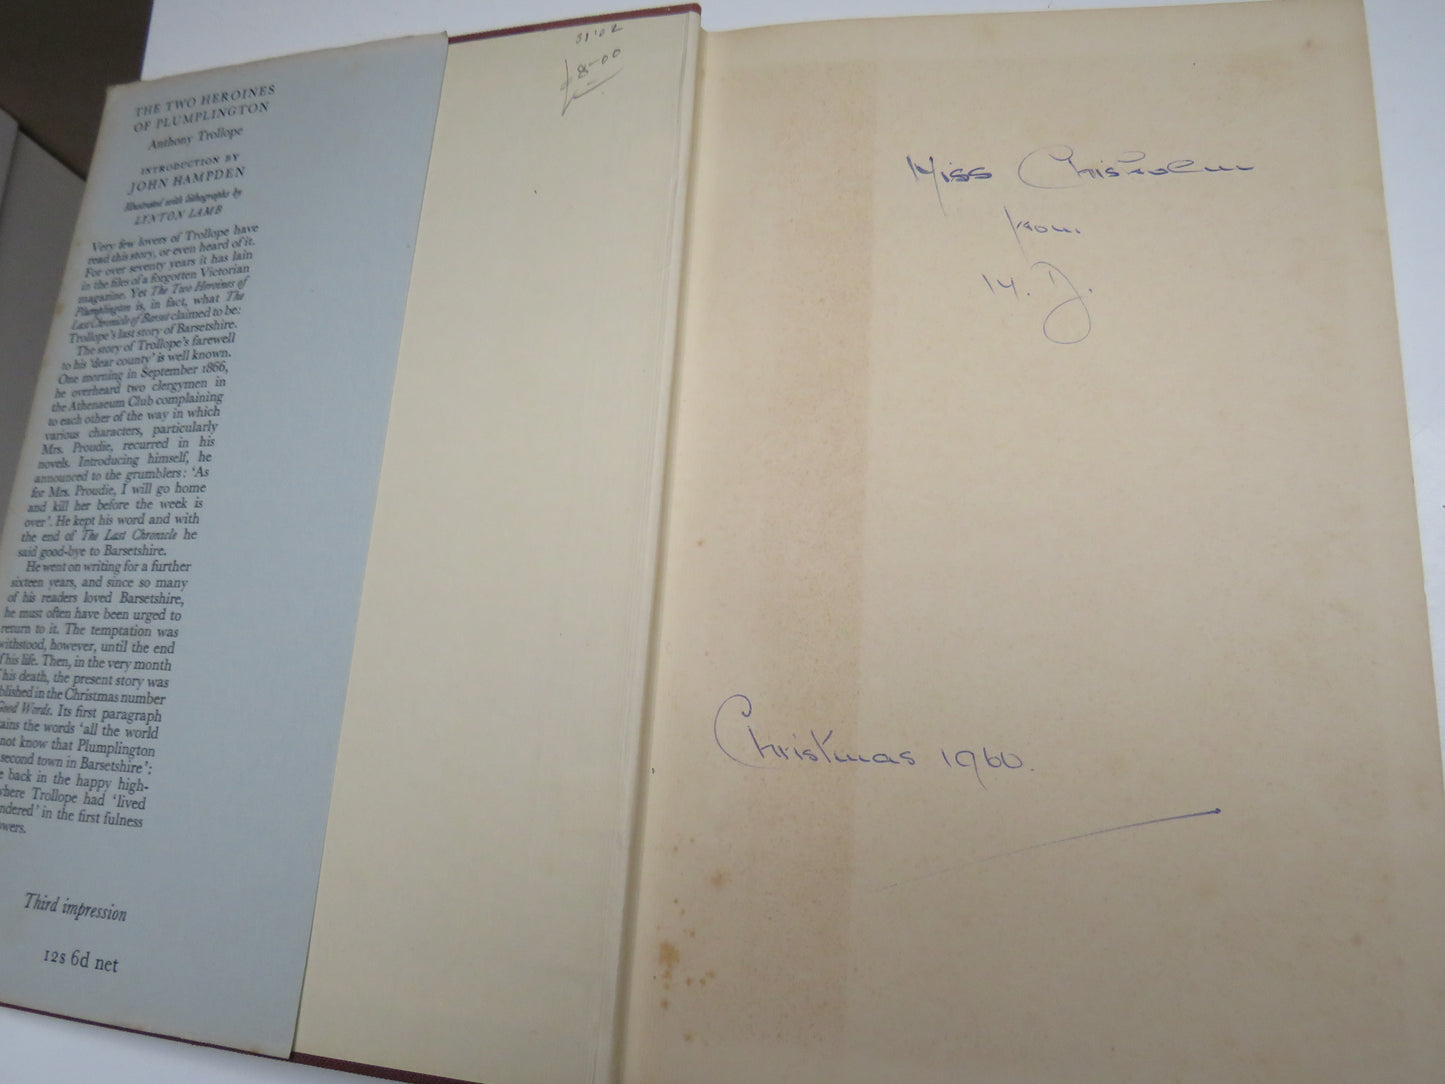 THE TWO HEROINES
OF PLUMPLINGTON
Anthony Trollope
INTRODUCTION BY
JOHN HAMPDEN
Illustrated with lithographs by
LYNTON LAMB
Very few lovers of Trollope have
read this story, or even heard of it.
For over seventy years it has lain
in the files of a forgotten Victorian
magazine. Yet The Two Heroines of
Plumplington is, in fact, what The
Last Chronicle of Barset claimed to be:
Trollope's last story of Barsetshire.
The story of Trollope's farewell
to his 'dear county' is well known.
One morning in September 1866,
he overheard two clergymen in
the Athenaeum Club complaining
to each other of the way in which
various characters, particularly
Mrs. Proudie, recurred in his
novels. Introducing himself, he
announced to the grumblers: 'As
for Mrs. Proudie, I will go home
and kill her before the week is
over'. He kept his word and with
the end of The Last Chronicle he
said good-bye to Barsetshire.
He went on writing for a further
sixteen years, and since so many
of his readers loved Barsetshire,
he must often have been urged to
return to it. The temptation was
withstood, however, until the end
his life. Then, in the very month
his death, the present story was
blished in the Christmas number
Good Words. Its first paragraph
ains the words 'all the world
not know that Plumplington
second town in Barsetshire':
back in the happy high-
where Trollope had 'lived
ndered' in the first fulness
owers.
Third impression
12s 6d net
£8-00
Miss Chisholm
from
M. D.
Christmas 1960.